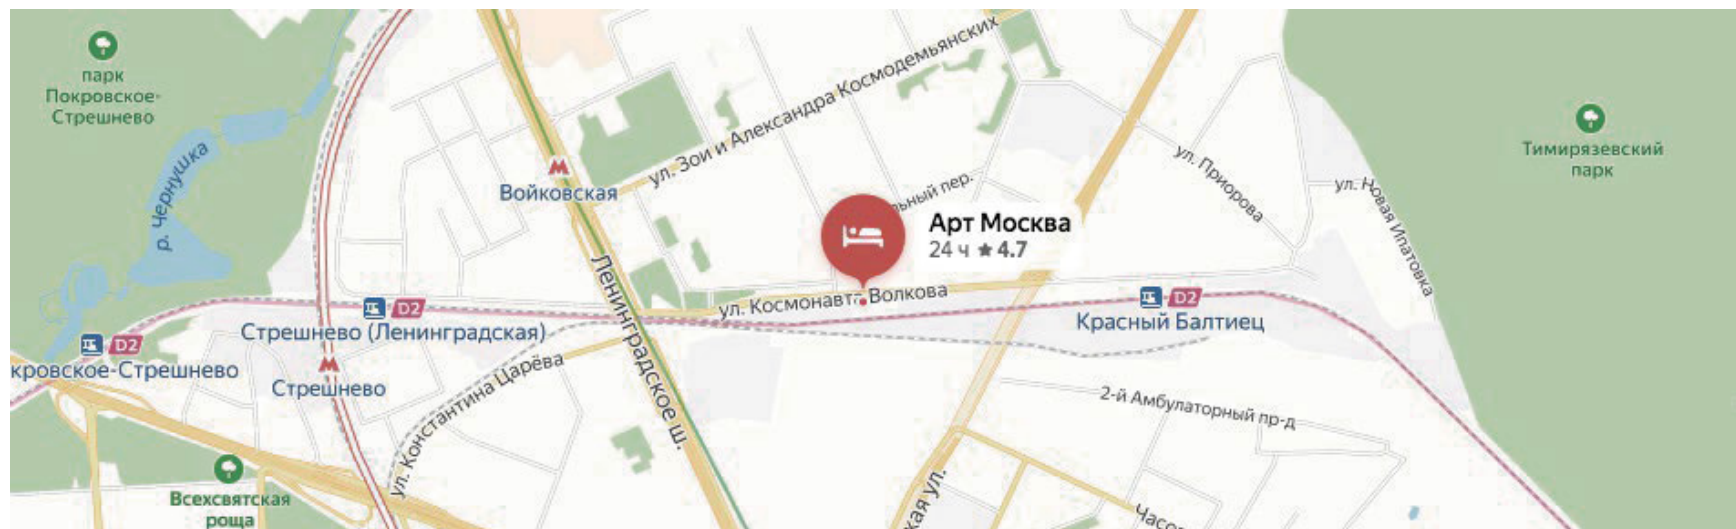 парк
Покровское-
Стрешнево
р. Чернушка
М
Войковская
ул. Зои и Александра Космодемьянских
ул. Приорова
ул. Новая Ипатовка
Тимирязевский
парк
Арт Москва
24 ч ★ 4.7
ул. Космонавта Волкова
Ленинградское ш.
D2
Стрешнево (Ленинградская)
D2
Красный Балтиец
D2
М
Стрешнево
ул. Константина Царёва
2-й Амбулаторный пр-д
Всехсвятская
роща